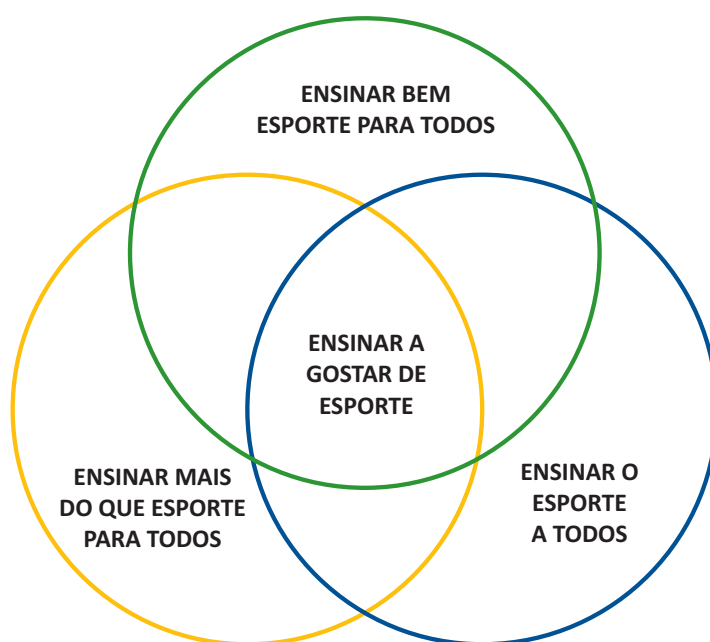 ENSINAR BEM
ESPORTE PARA TODOS
ENSINAR A
GOSTAR DE
ESPORTE
ENSINAR MAIS
DO QUE ESPORTE
PARA TODOS
ENSINAR O
ESPORTE
A TODOS